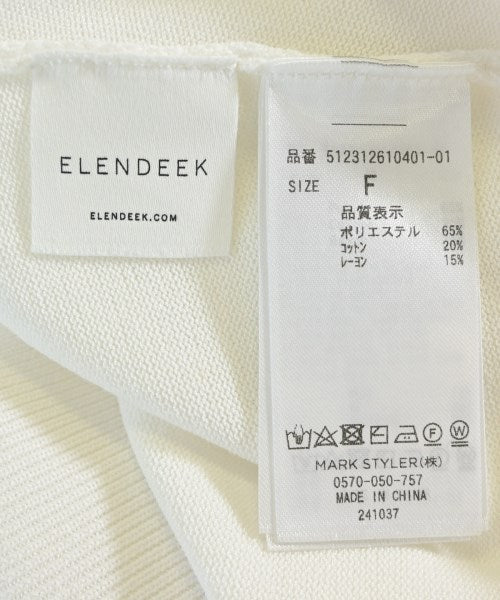 ELENDEEK
ELENDEEK.COM
品番 512312610401-01
SIZE F
品質表示
ポリエステル 65%
コットン 20%
レーヨン 15%
F W
MARK STYLER(株)
0570-050-757
MADE IN CHINA
241037